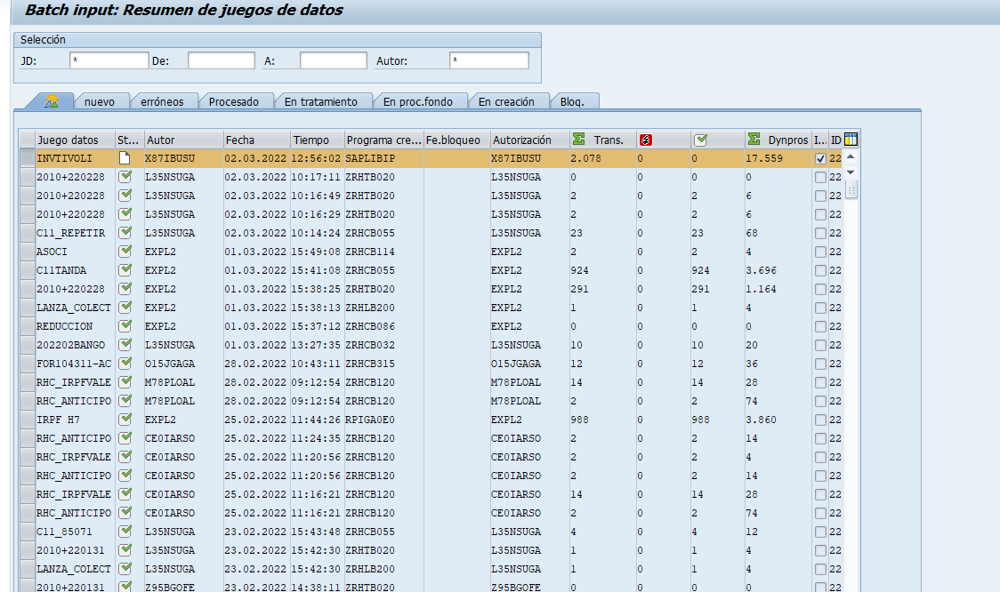 Batch input: Resumen de juegos de datos
Selección
JD: * De: A: Autor: *
nuevo erróneos Procesado En tratamiento En proc.fondo En creación Bloq.
Juego datos St... Autor Fecha Tiempo Programa cre... Fe.bloqueo Autorización Trans. Dynpros I... ID
INVTIVOLI X87IBUSU 02.03.2022 12:56:02 SAPLIBIP X87IBUSU 2.078 0 0 17.559 22
2010+220228 L35NSUGA 02.03.2022 10:17:11 ZRHTB020 L35NSUGA 0 0 0 0 22
2010+220228 L35NSUGA 02.03.2022 10:16:49 ZRHTB020 L35NSUGA 2 0 2 6 22
2010+220228 L35NSUGA 02.03.2022 10:16:29 ZRHTB020 L35NSUGA 2 0 2 6 22
C11_REPETIR L35NSUGA 02.03.2022 10:14:24 ZRHCB055 L35NSUGA 23 0 23 68 22
ASOCI EXPL2 01.03.2022 15:49:08 ZRHCB114 EXPL2 2 0 2 4 22
C11TANDA EXPL2 01.03.2022 15:41:08 ZRHCB055 EXPL2 924 0 924 3.696 22
2010+220228 EXPL2 01.03.2022 15:38:25 ZRHTB020 EXPL2 291 0 291 1.164 22
LANZA_COLECT EXPL2 01.03.2022 15:38:13 ZRHLB200 EXPL2 1 0 1 4 22
REDUCCION EXPL2 01.03.2022 15:37:12 ZRHCB086 EXPL2 0 0 0 0 22
202202BANGO L35NSUGA 01.03.2022 13:27:35 ZRHCB032 L35NSUGA 10 0 10 20 22
FOR104311-AC O15JGAGA 28.02.2022 10:43:11 ZRHCB315 O15JGAGA 12 0 12 36 22
RHC_IRPFVALE M78PLOAL 28.02.2022 09:12:54 ZRHCB120 M78PLOAL 14 0 14 28 22
RHC_ANTICIPO M78PLOAL 28.02.2022 09:12:54 ZRHCB120 M78PLOAL 2 0 2 74 22
IRPF H7 EXPL2 25.02.2022 11:44:26 RPIGA0E0 EXPL2 988 0 988 3.860 22
RHC_ANTICIPO CE0IARSO 25.02.2022 11:24:35 ZRHCB120 CE0IARSO 2 0 2 14 22
RHC_IRPFVALE CE0IARSO 25.02.2022 11:20:56 ZRHCB120 CE0IARSO 2 0 2 4 22
RHC_ANTICIPO CE0IARSO 25.02.2022 11:20:56 ZRHCB120 CE0IARSO 2 0 2 14 22
RHC_IRPFVALE CE0IARSO 25.02.2022 11:16:21 ZRHCB120 CE0IARSO 14 0 14 28 22
RHC_ANTICIPO CE0IARSO 25.02.2022 11:16:21 ZRHCB120 CE0IARSO 2 0 2 74 22
C11_85071 L35NSUGA 23.02.2022 15:43:48 ZRHCB055 L35NSUGA 4 0 4 12 22
2010+220131 L35NSUGA 23.02.2022 15:42:30 ZRHTB020 L35NSUGA 1 0 1 4 22
LANZA_COLECT L35NSUGA 23.02.2022 15:42:30 ZRHLB200 L35NSUGA 1 0 1 4 22
2010+220131 Z95BGOFE 23.02.2022 14:38:11 ZRHTB020 Z95BGOFE 0 0 0 0 22